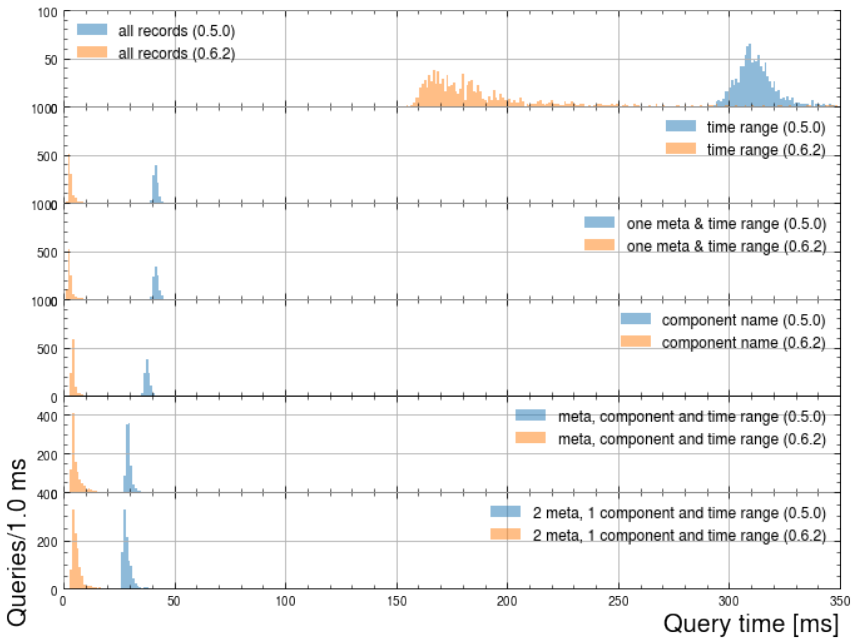 100
all records (0.5.0)
all records (0.6.2)
50
0
1000
time range (0.5.0)
time range (0.6.2)
500
0
1000
one meta & time range (0.5.0)
one meta & time range (0.6.2)
500
0
1000
component name (0.5.0)
component name (0.6.2)
500
0
400
meta, component and time range (0.5.0)
meta, component and time range (0.6.2)
200
0
400
2 meta, 1 component and time range (0.5.0)
2 meta, 1 component and time range (0.6.2)
200
0
0 50 100 150 200 250 300 350
Query time [ms]
Queries/1.0 ms